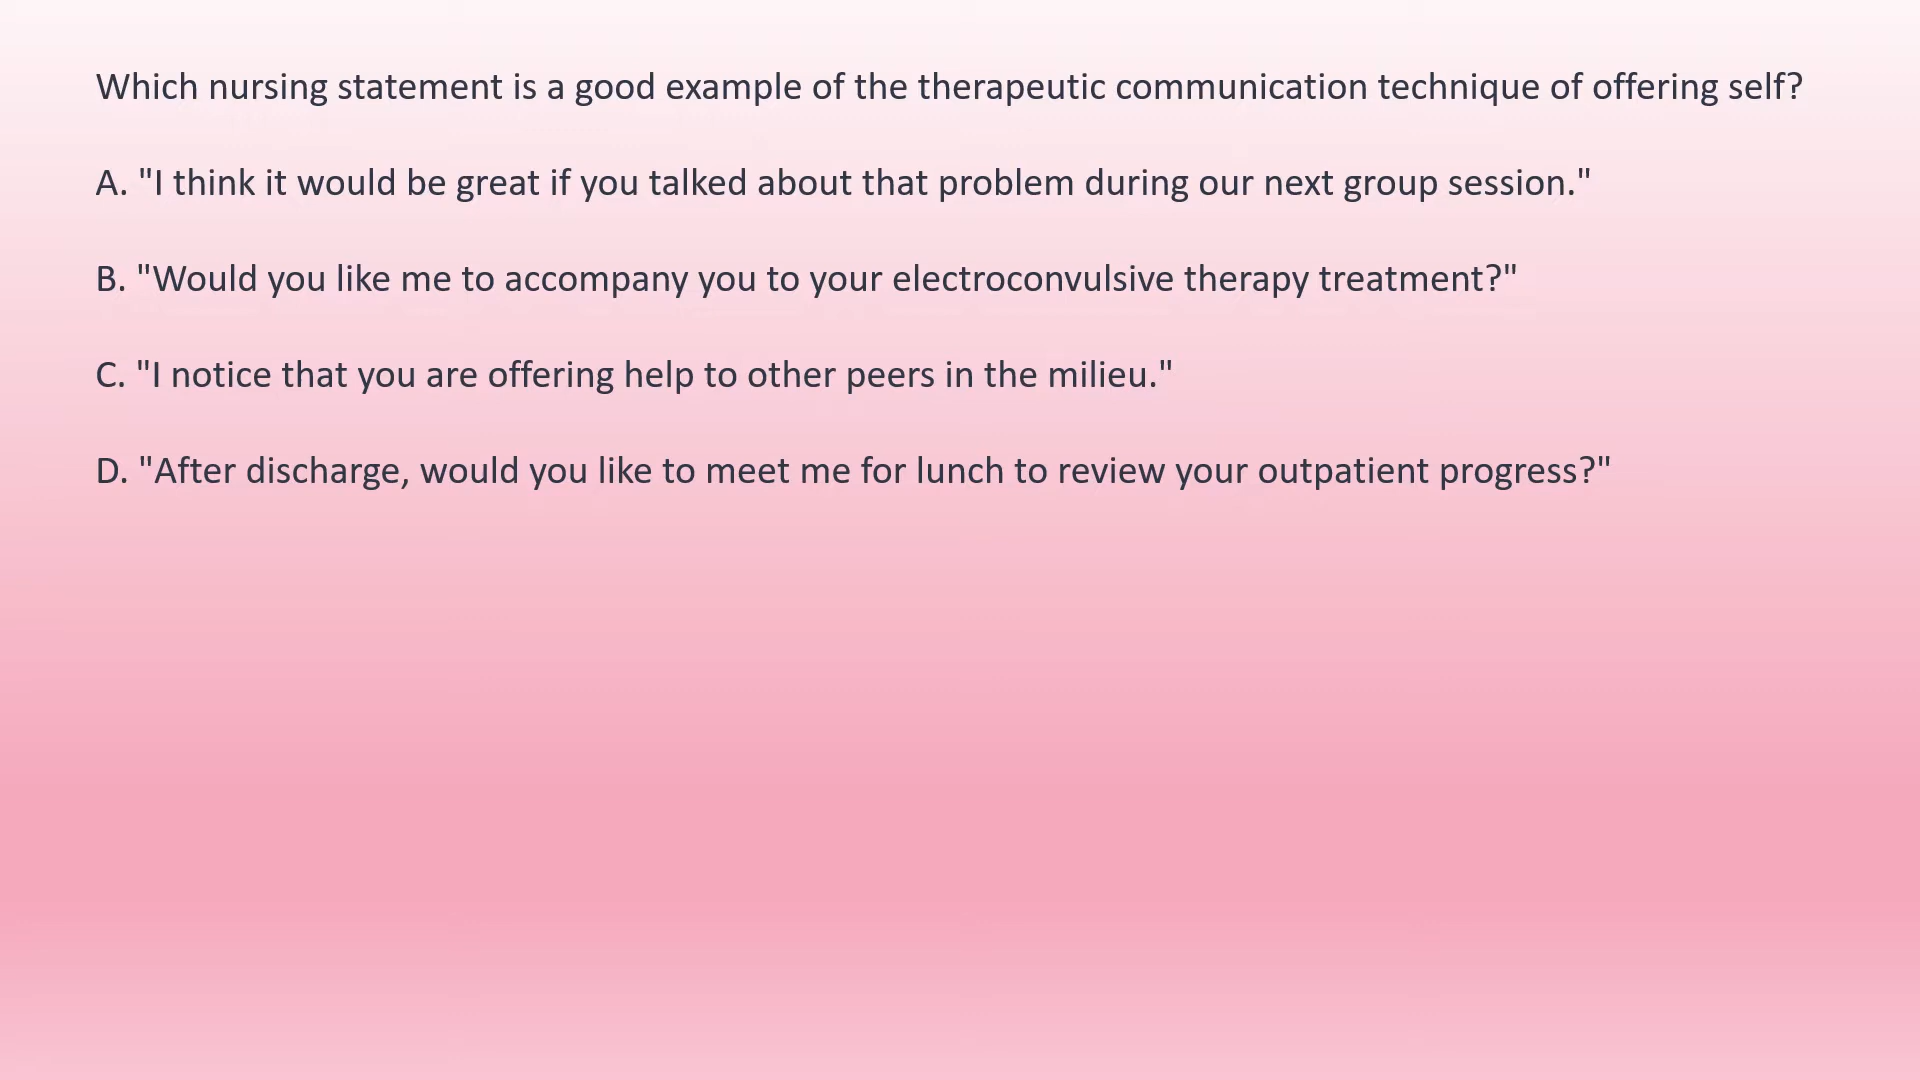 Which nursing statement is a good example of the therapeutic communication technique of offering self?
A. "I think it would be great if you talked about that problem during our next group session."
B. "Would you like me to accompany you to your electroconvulsive therapy treatment?"
C. "I notice that you are offering help to other peers in the milieu."
D. "After discharge, would you like to meet me for lunch to review your outpatient progress?"